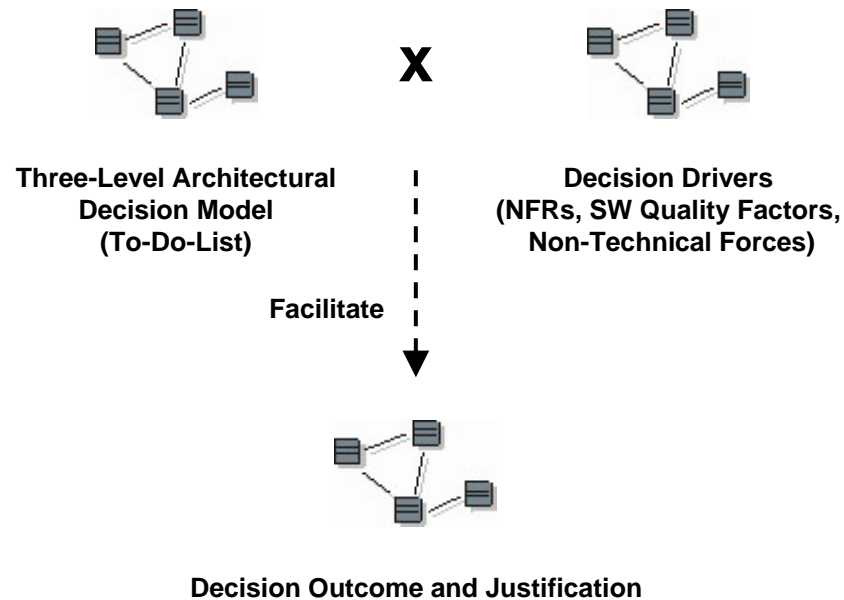 X
Three-Level Architectural
Decision Model
(To-Do-List)
Decision Drivers
(NFRs, SW Quality Factors,
Non-Technical Forces)
Facilitate
Decision Outcome and Justification